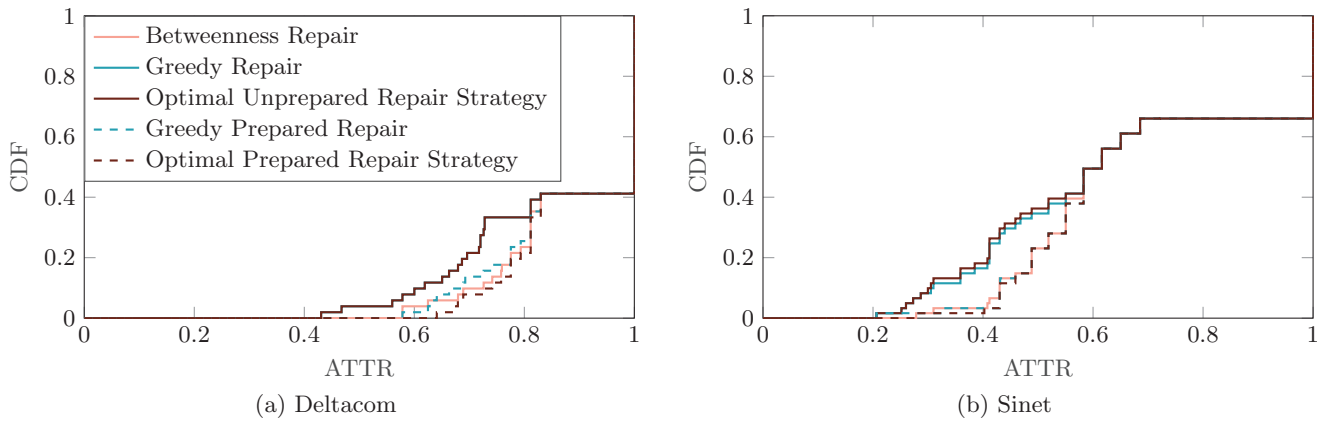 1
0.8
0.6
0.4
0.2
0
CDF
0 0.2 0.4 0.6 0.8 1
ATTR
Betweenness Repair
Greedy Repair
Optimal Unprepared Repair Strategy
Greedy Prepared Repair
Optimal Prepared Repair Strategy
(a) Deltacom
1
0.8
0.6
0.4
0.2
0
CDF
0 0.2 0.4 0.6 0.8 1
ATTR
(b) Sinet